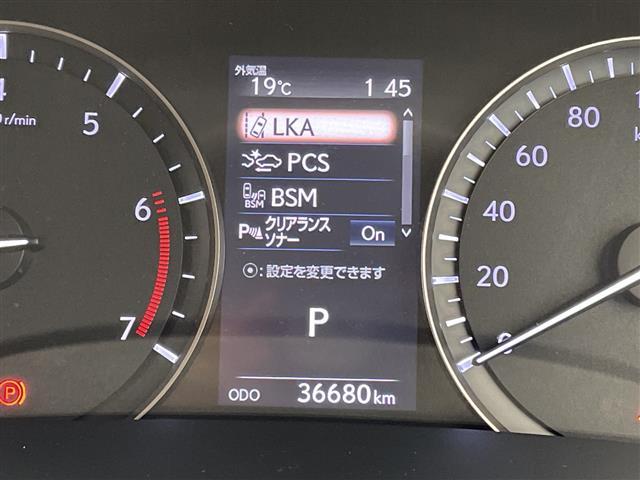 外気温
19℃ 1 45
LKA
PCS
BSM
BSM
クリアランス
ソナー
On
P
:設定を変更できます
P
ODO 36680km
4
r/min
5
6
7
P
80
60
40
20
0